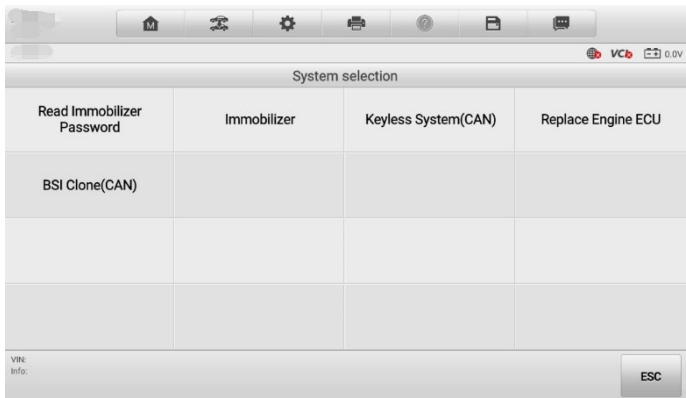 M
VCI 0.0V
System selection
Read Immobilizer
Password
Immobilizer
Keyless System(CAN)
Replace Engine ECU
BSI Clone(CAN)
VIN:
Info:
ESC